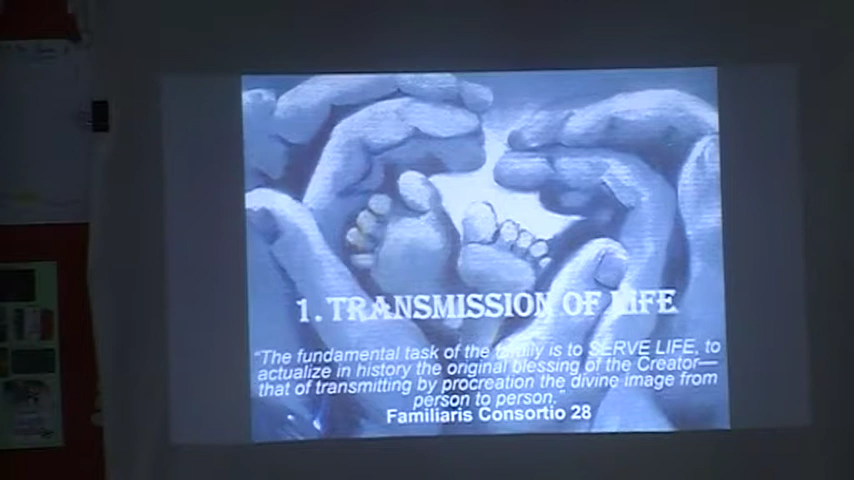 1. TRANSMISSION OF LIFE
"The fundamental task of the family is to SERVE LIFE, to
actualize in history the original blessing of the Creator—
that of transmitting by procreation the divine image from
person to person."
Familiaris Consortio 28